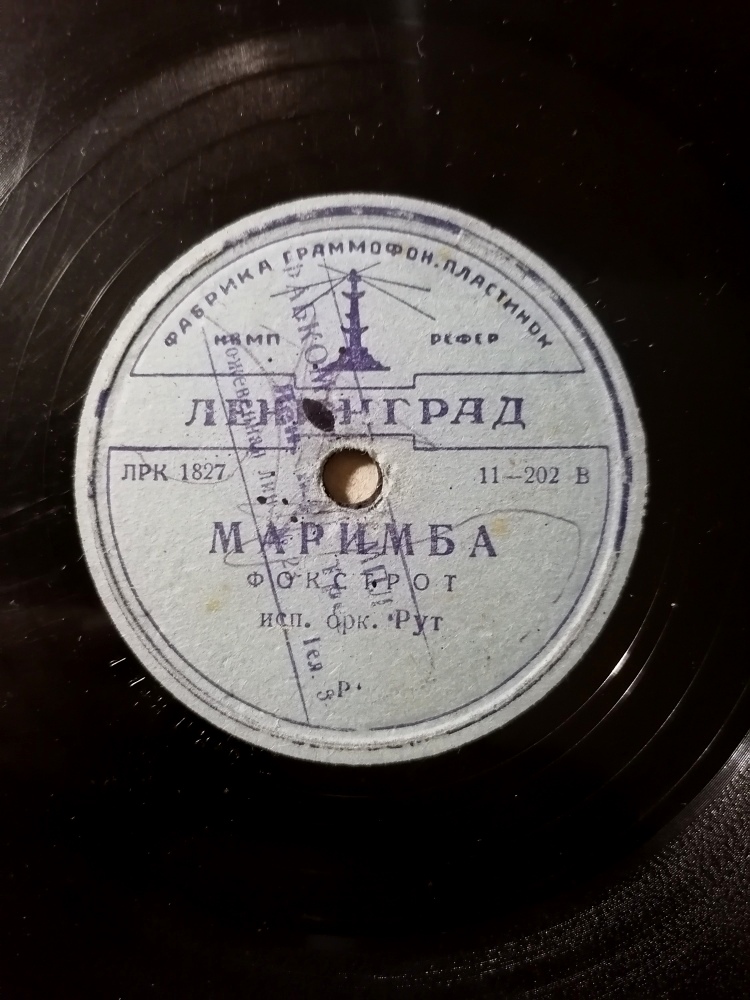 ФАБРИКА ГРАММОФОН.ПЛАСТИНОК
НКМП РСФСР
ЛЕНИНГРАД
ЛРК 1827 11—202 В
МАРИМБА
ФОКСТРОТ
исп. орк. Рут